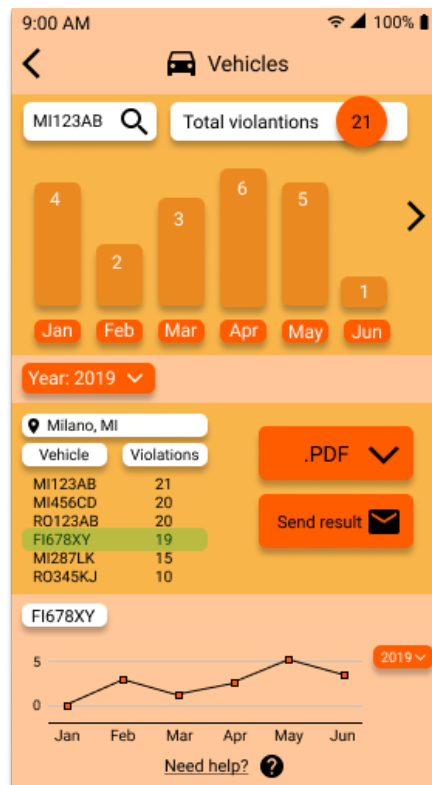 9:00 AM 100%
Vehicles
MI123AB Total violantions 21
4 2 3 6 5 1
Jan Feb Mar Apr May Jun
Year: 2019
Milano, MI
Vehicle Violations
MI123AB 21
MI456CD 20
RO123AB 20
FI678XY 19
MI287LK 15
RO345KJ 10
.PDF
Send result
FI678XY
2019
5
0
Jan Feb Mar Apr May Jun
Need help? ?